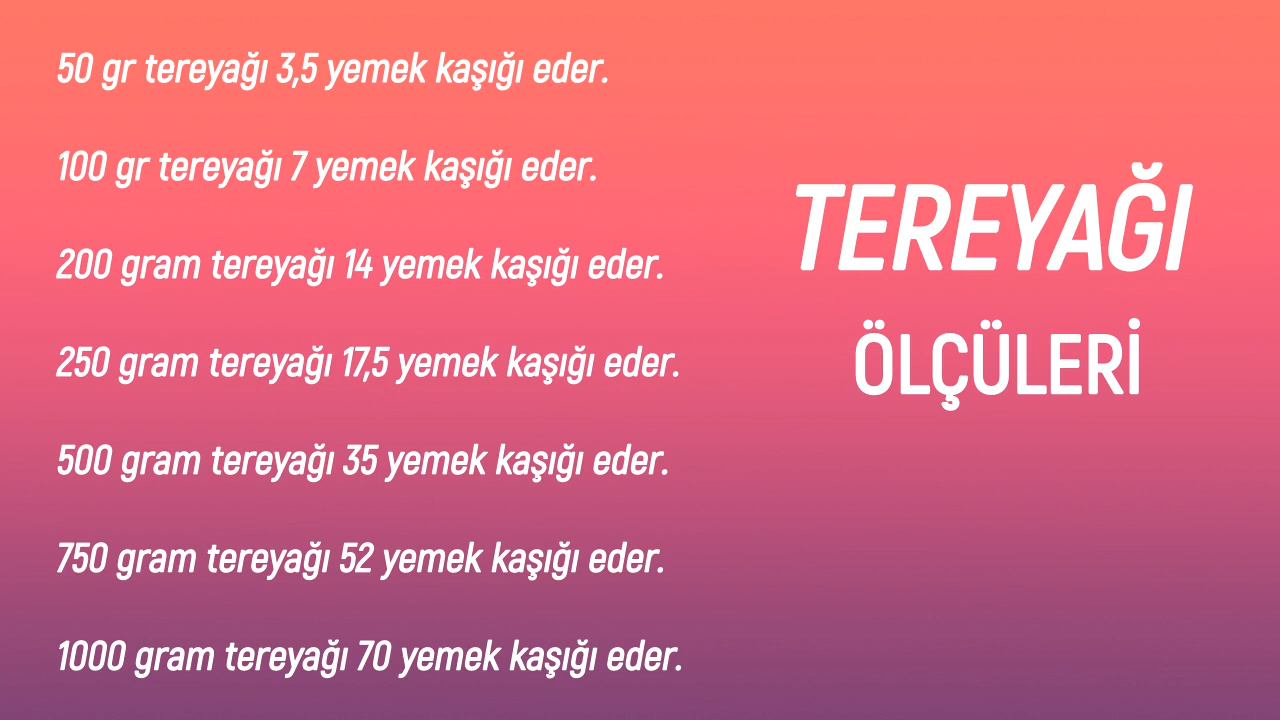 50 gr tereyağı 3,5 yemek kaşığı eder.
100 gr tereyağı 7 yemek kaşığı eder.
200 gram tereyağı 14 yemek kaşığı eder.
250 gram tereyağı 17,5 yemek kaşığı eder.
500 gram tereyağı 35 yemek kaşığı eder.
750 gram tereyağı 52 yemek kaşığı eder.
1000 gram tereyağı 70 yemek kaşığı eder.
TEREYAĞI
ÖLÇÜLERİ